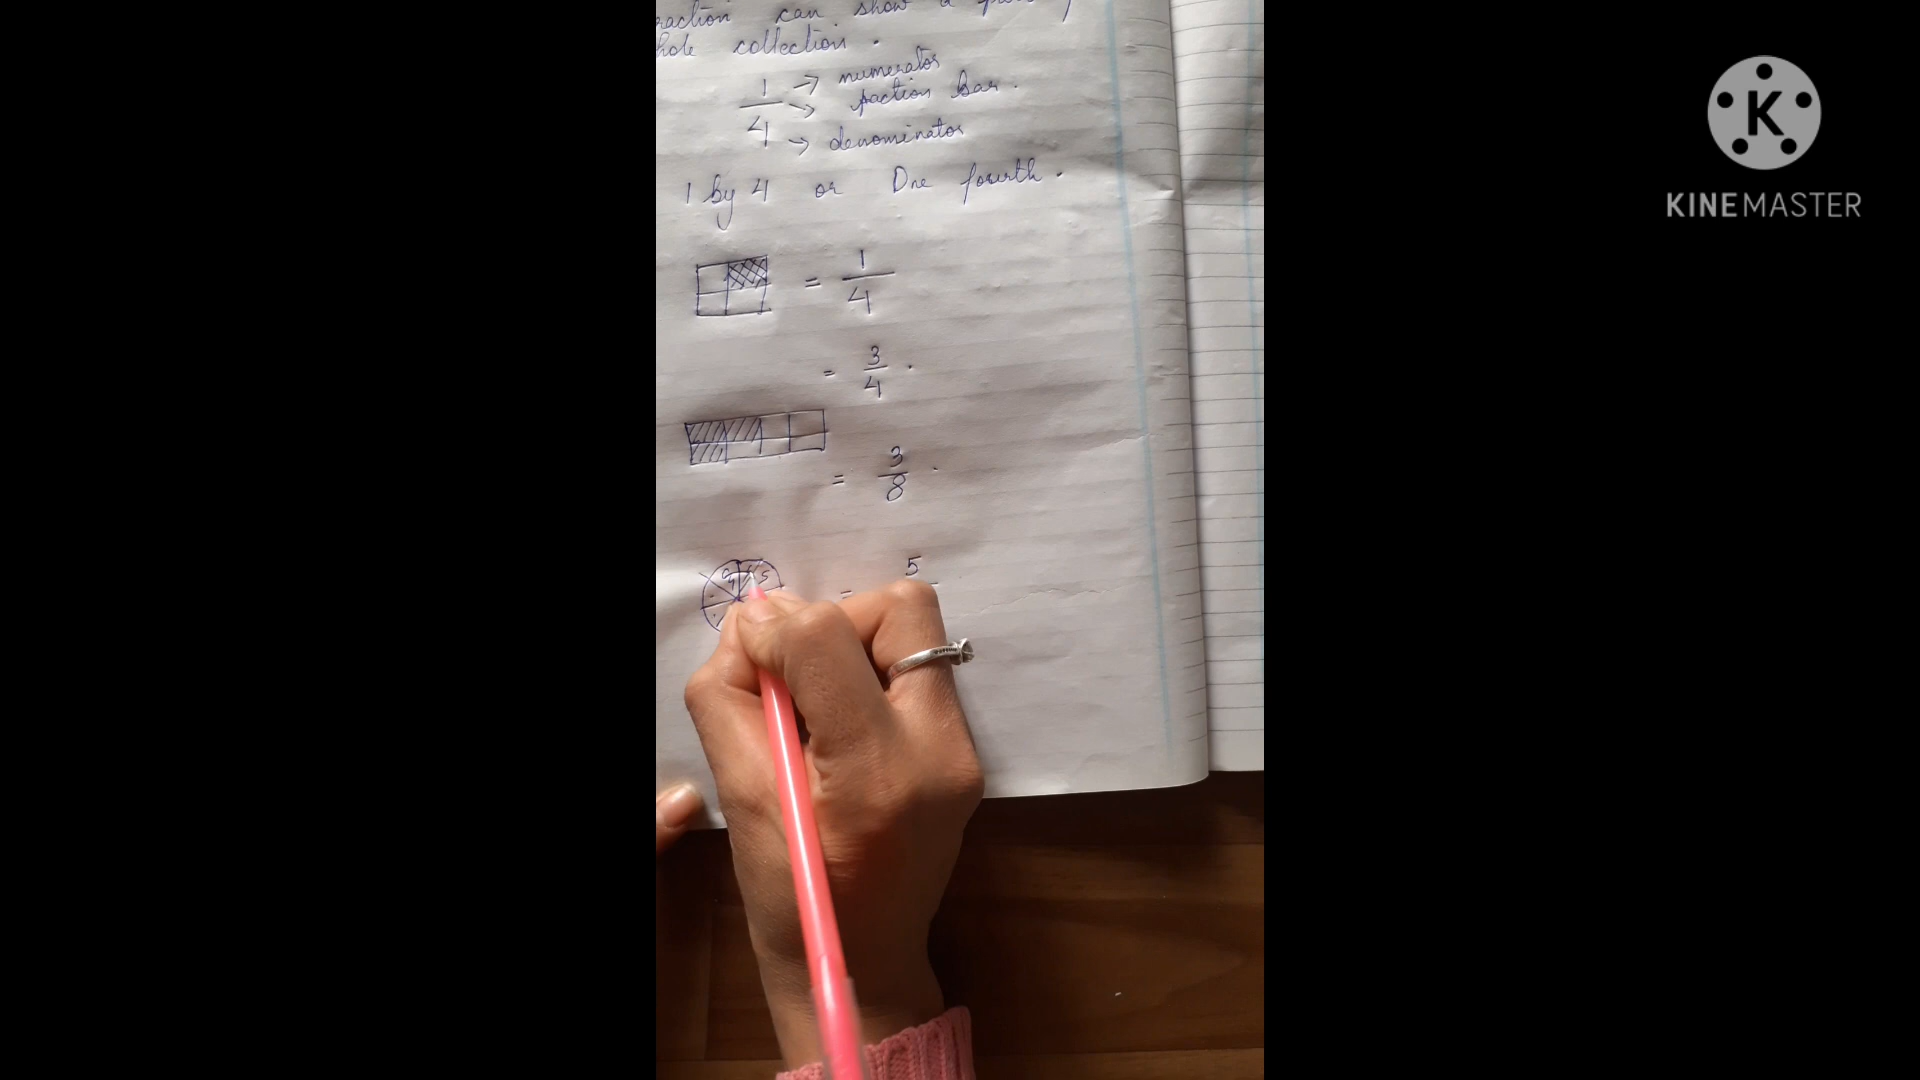 can show a
hole collection.
1 → numerator
→ fraction bar.
4 → denominator
1 by 4 or One fourth.
= 1/4
= 3/4.
= 3/8.
= 5
K
KINEMASTER